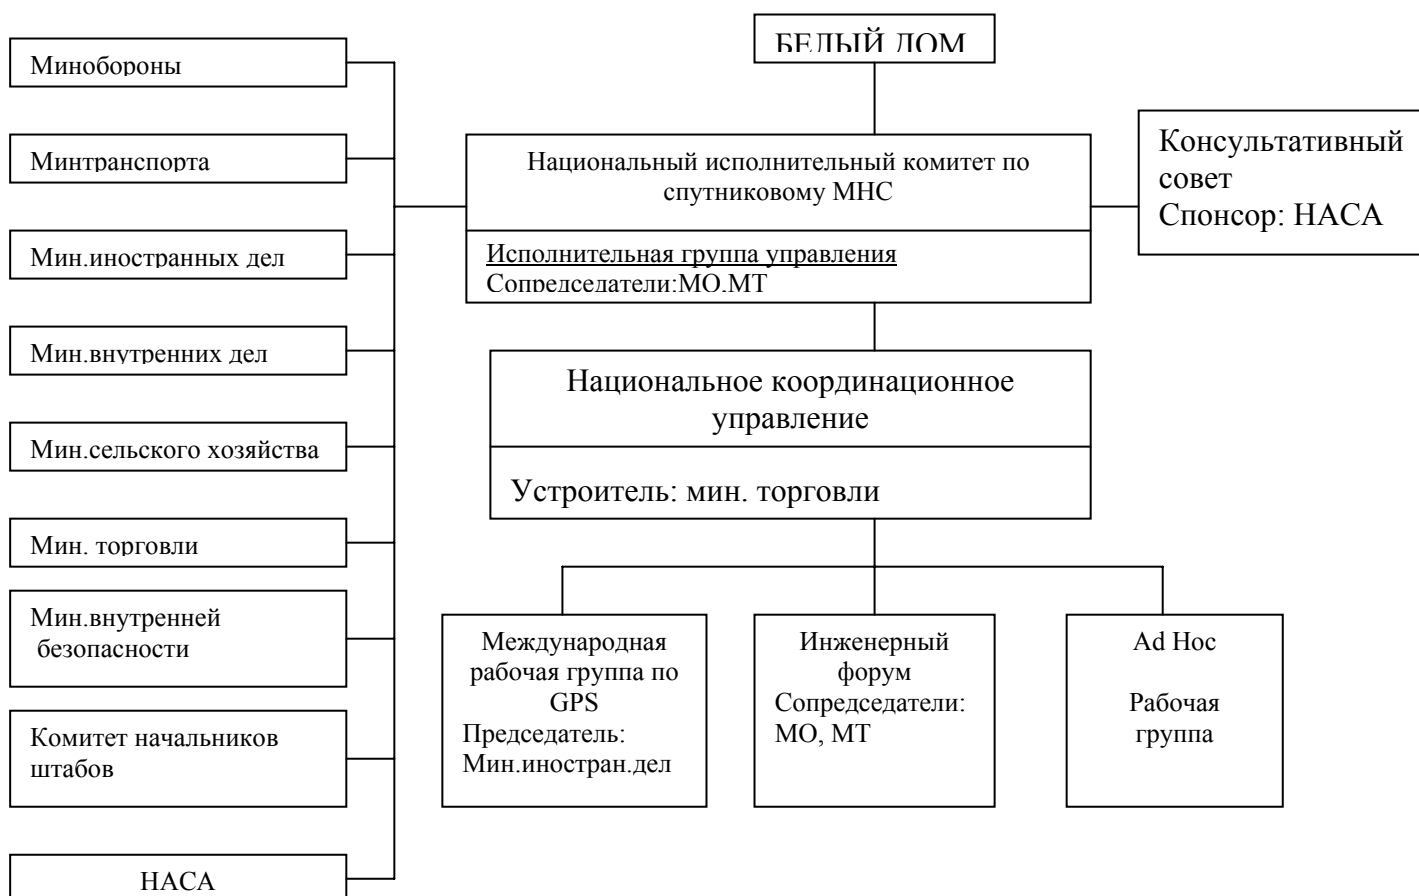 БЕЛЫЙ ДОМ
Минобороны
Минтранспорта
Мин.иностранных дел
Мин.внутренних дел
Мин.сельского хозяйства
Мин. торговли
Мин.внутренней
безопасности
Комитет начальников
штабов
НАСА
Национальный исполнительный комитет по
спутниковому МНС
Исполнительная группа управления
Сопредседатели:МО,МТ
Консультативный
совет
Спонсор: НАСА
Национальное координационное
управление
Устроитель: мин. торговли
Международная
рабочая группа по
GPS
Председатель:
Мин.иностран.дел
Инженерный
форум
Сопредседатели:
МО, МТ
Ad Hoc
Рабочая
группа